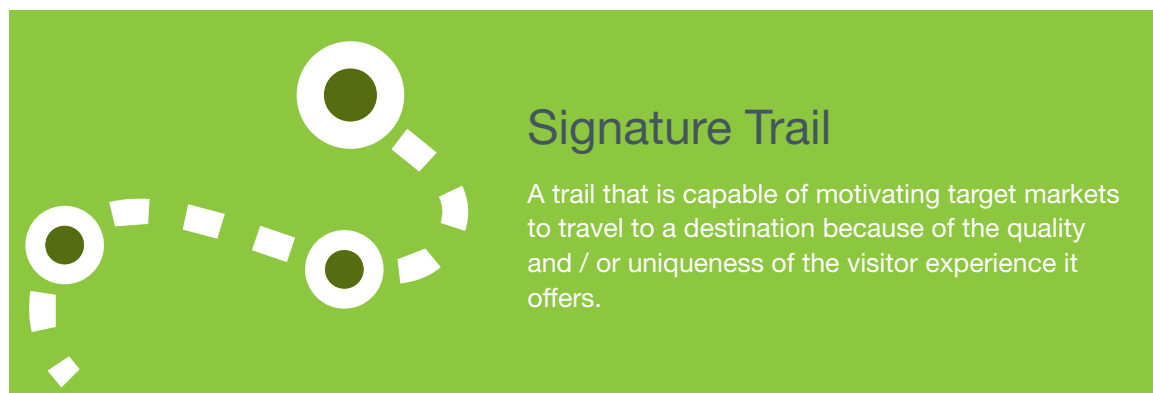 Signature Trail
A trail that is capable of motivating target markets
to travel to a destination because of the quality
and / or uniqueness of the visitor experience it
offers.